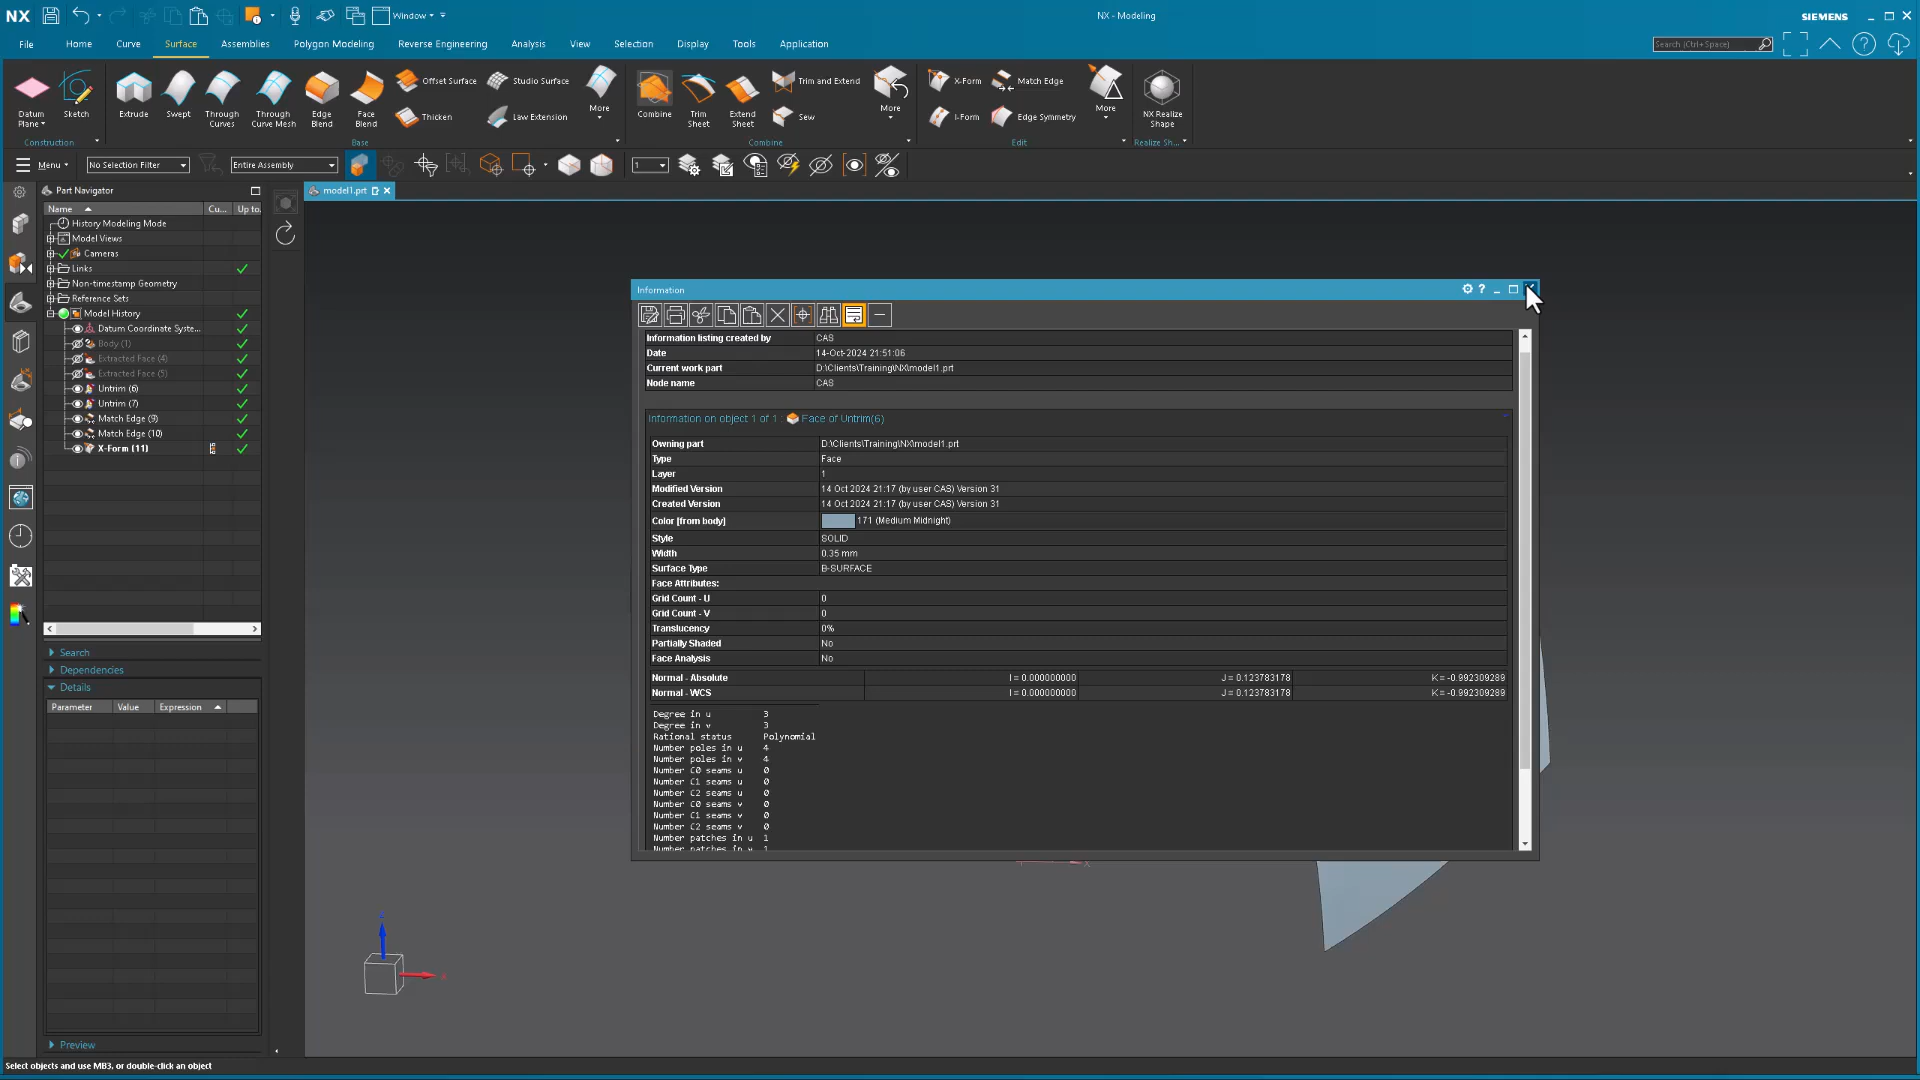 NX
Window
NX - Modeling
SIEMENS
File Home Curve Surface Assemblies Polygon Modeling Reverse Engineering Analysis View Selection Display Tools Application
Search (Ctrl+Space)
Datum Plane
Sketch
Extrude
Swept
Through Curves
Through Curve Mesh
Edge Blend
Face Blend
Offset Surface
Thicken
Studio Surface
Law Extension
More
Combine
Trim Sheet
Extend Sheet
Trim and Extend
Sew
More
X-Form
I-Form
Match Edge
Edge Symmetry
More
NX Realize Shape
Construction
Base
Combine
Edit
Realize Sh...
Menu
No Selection Filter
Entire Assembly
1
Part Navigator
model1.prt
Name Cu... Up to.
History Modeling Mode
Model Views
Cameras
Links
Non-timestamp Geometry
Reference Sets
Model History
Datum Coordinate Syste...
Body (1)
Extracted Face (4)
Extracted Face (5)
Untrim (6)
Untrim (7)
Match Edge (9)
Match Edge (10)
X-Form (11)
Search
Dependencies
Details
Parameter Value Expression
Preview
Select objects and use MB3, or double-click an object
Information
Information listing created by CAS
Date 14-Oct-2024 21:51:06
Current work part D:\Clients\Training\NX\model1.prt
Node name CAS
Information on object 1 of 1 : Face of Untrim(6)
Owning part D:\Clients\Training\NX\model1.prt
Type Face
Layer 1
Modified Version 14 Oct 2024 21:17 (by user CAS) Version 31
Created Version 14 Oct 2024 21:17 (by user CAS) Version 31
Color [from body] 171 (Medium Midnight)
Style SOLID
Width 0.35 mm
Surface Type B-SURFACE
Face Attributes:
Grid Count - U 0
Grid Count - V 0
Translucency 0%
Partially Shaded No
Face Analysis No
Normal - Absolute I = 0.000000000 J = 0.123783178 K = -0.992309289
Normal - WCS I = 0.000000000 J = 0.123783178 K = -0.992309289
Degree in u 3
Degree in v 3
Rational status Polynomial
Number poles in u 4
Number poles in v 4
Number C0 seams u 0
Number C1 seams u 0
Number C2 seams u 0
Number C0 seams v 0
Number C1 seams v 0
Number C2 seams v 0
Number patches in u 1
Number patches in v 1
X
Z
X